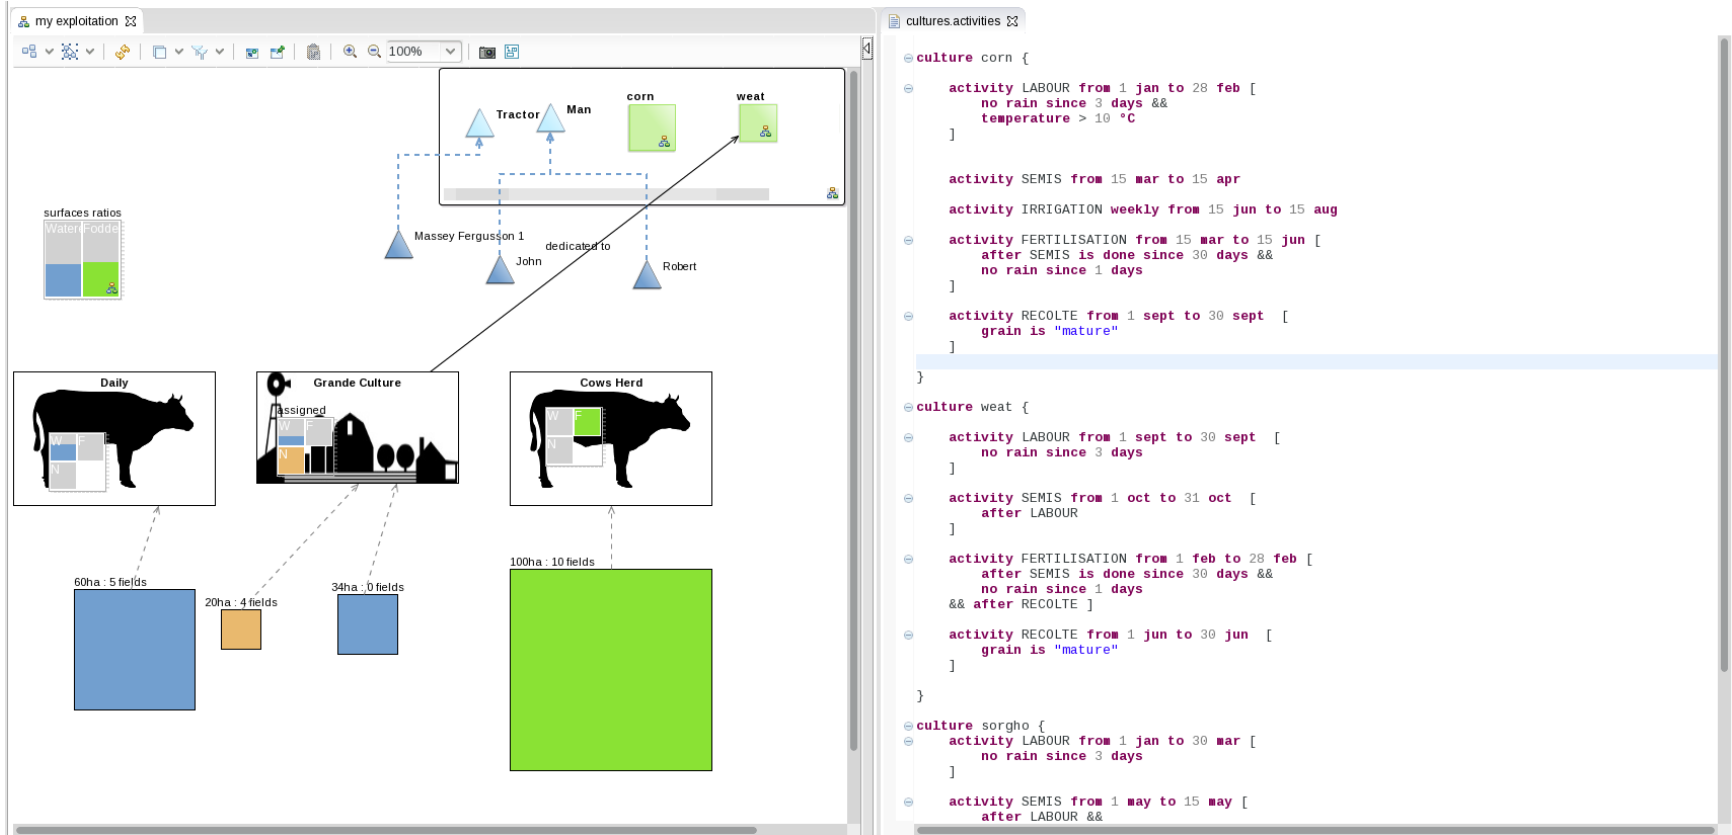 my exploitation
100%
Tractor
Man
corn
weat
surfaces ratios
Fodde
Massey Fergusson 1
dedicated to
John
Robert
Daily
W F
N
Grande Culture
assigned
W F
N
Cows Herd
W F
N
60ha : 5 fields
20ha : 4 fields
34ha : 0 fields
100ha : 10 fields
cultures.activities
culture corn {
activity LABOUR from 1 jan to 28 feb [
no rain since 3 days &&
temperature > 10 °C
]
activity SEMIS from 15 mar to 15 apr
activity IRRIGATION weekly from 15 jun to 15 aug
activity FERTILISATION from 15 mar to 15 jun [
after SEMIS is done since 30 days &&
no rain since 1 days
]
activity RECOLTE from 1 sept to 30 sept [
grain is "mature"
]
}
culture weat {
activity LABOUR from 1 sept to 30 sept [
no rain since 3 days
]
activity SEMIS from 1 oct to 31 oct [
after LABOUR
]
activity FERTILISATION from 1 feb to 28 feb [
after SEMIS is done since 30 days &&
no rain since 1 days
&& after RECOLTE ]
activity RECOLTE from 1 jun to 30 jun [
grain is "mature"
]
}
culture sorgho {
activity LABOUR from 1 jan to 30 mar [
no rain since 3 days
]
activity SEMIS from 1 may to 15 may [
after LABOUR &&